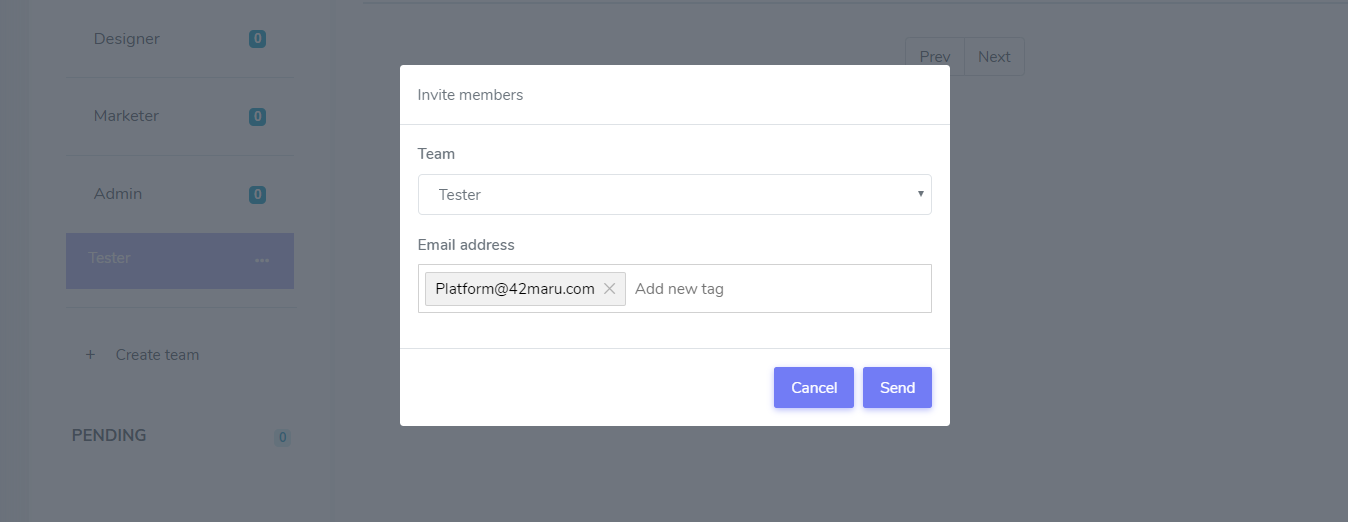 Designer 0
Prev Next
Invite members
Marketer 0
Team
Admin 0
Tester
Email address
Tester ...
Platform@42maru.com × Add new tag
+ Create team
Cancel Send
PENDING 0